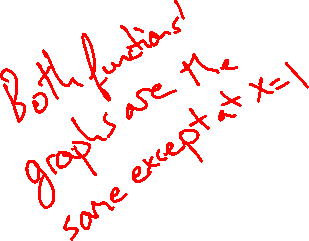 Both functions'
graphs are the
same except at x=1